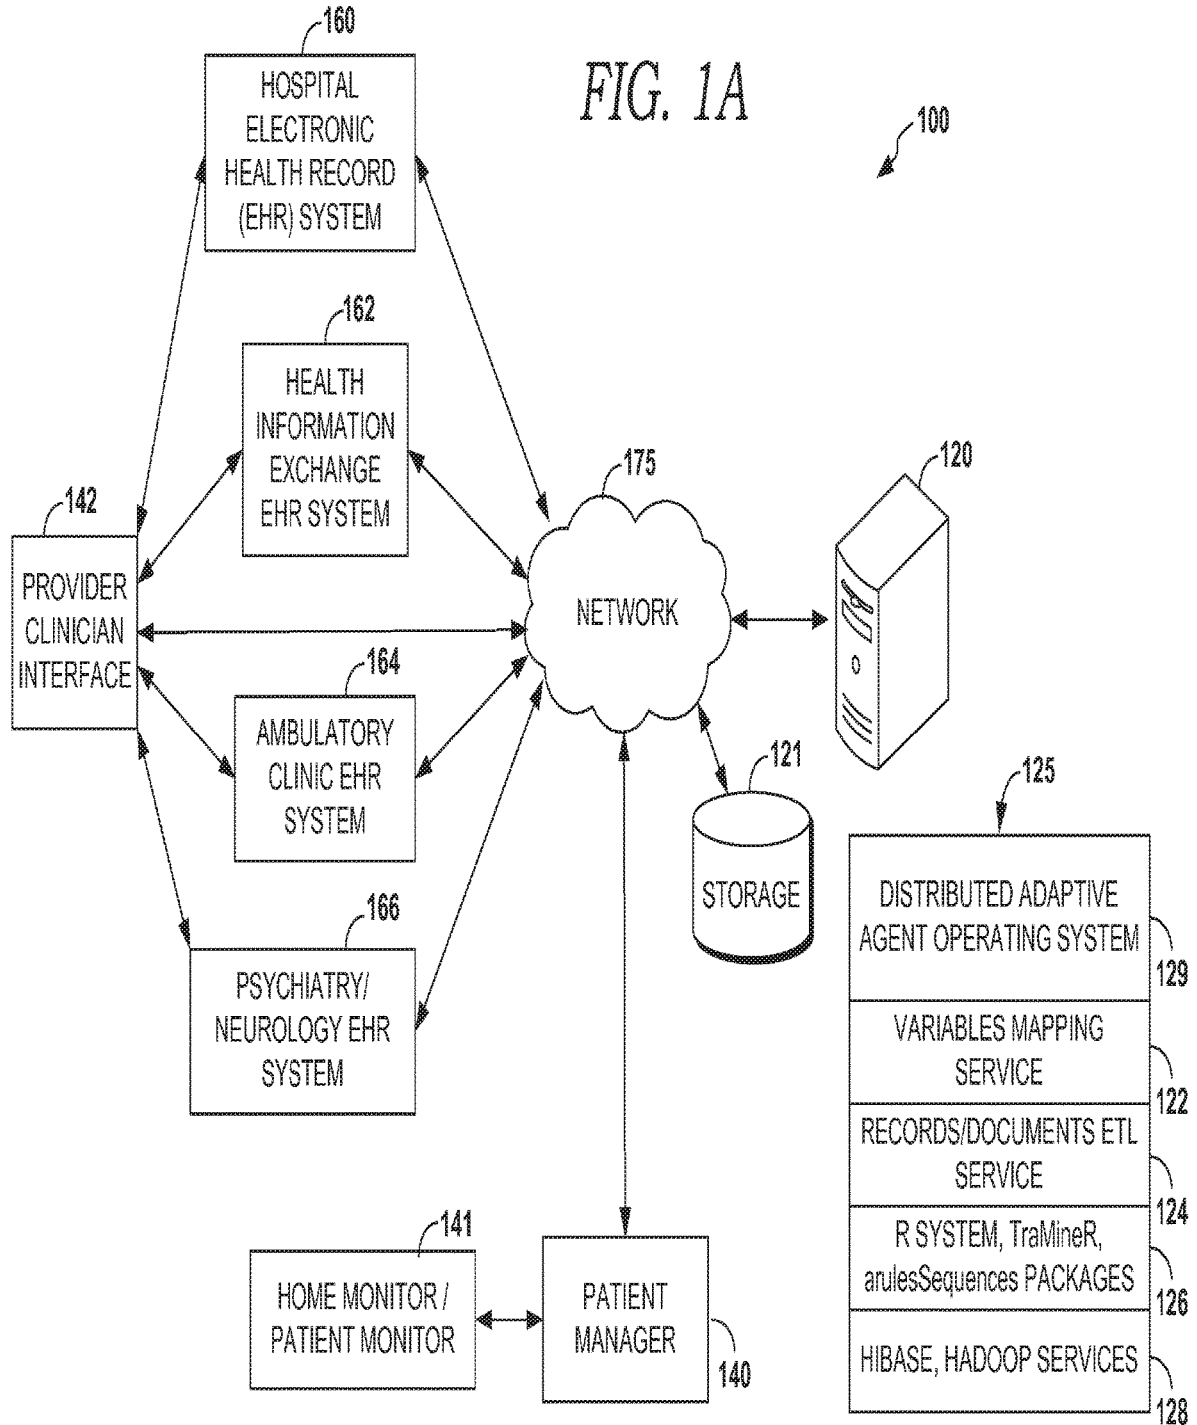 FIG. 1A
100
160
HOSPITAL
ELECTRONIC
HEALTH RECORD
(EHR) SYSTEM
162
HEALTH
INFORMATION
EXCHANGE
EHR SYSTEM
142
PROVIDER
CLINICIAN
INTERFACE
175
NETWORK
120
164
AMBULATORY
CLINIC EHR
SYSTEM
121
STORAGE
166
PSYCHIATRY/
NEUROLOGY EHR
SYSTEM
125
DISTRIBUTED ADAPTIVE
AGENT OPERATING SYSTEM
129
VARIABLES MAPPING
SERVICE
122
RECORDS/DOCUMENTS ETL
SERVICE
124
R SYSTEM, TraMineR,
arulesSequences PACKAGES
126
HIBASE, HADOOP SERVICES
128
141
HOME MONITOR /
PATIENT MONITOR
PATIENT
MANAGER
140